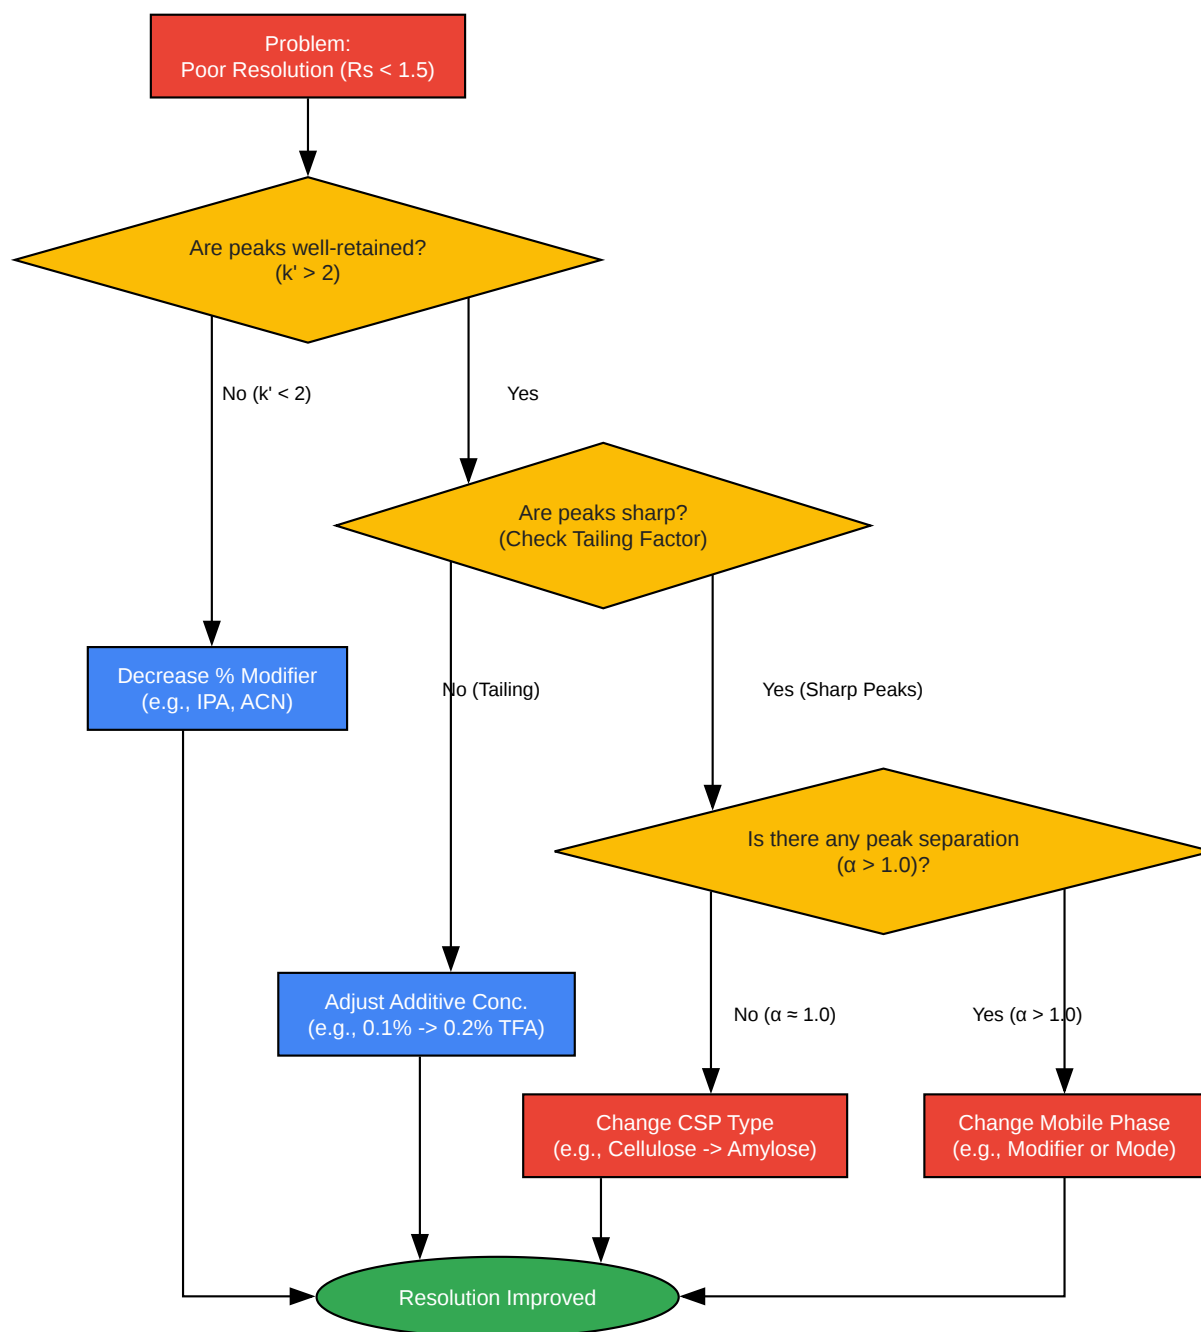 Problem:
Poor Resolution (Rs < 1.5)
Are peaks well-retained?
(k' > 2)
No (k' < 2)
Yes
Are peaks sharp?
(Check Tailing Factor)
Decrease % Modifier
(e.g., IPA, ACN)
No (Tailing)
Yes (Sharp Peaks)
Is there any peak separation
(α > 1.0)?
Adjust Additive Conc.
(e.g., 0.1% -> 0.2% TFA)
No (α ≈ 1.0)
Yes (α > 1.0)
Change CSP Type
(e.g., Cellulose -> Amylose)
Change Mobile Phase
(e.g., Modifier or Mode)
Resolution Improved